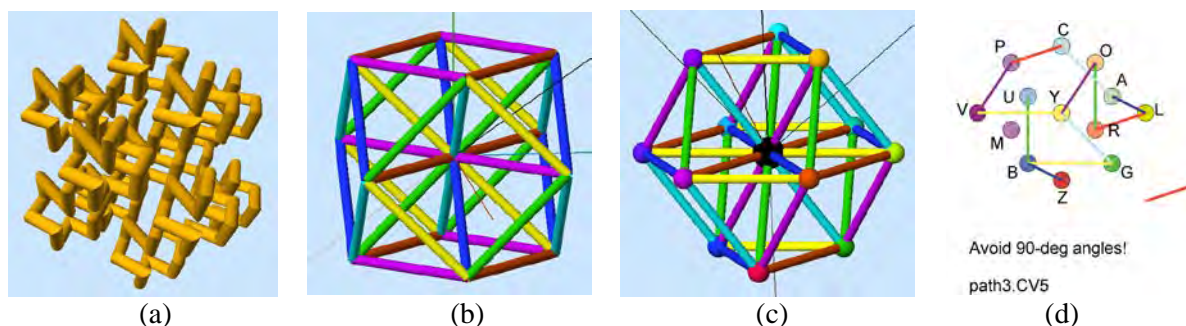 C
P
O
A
U
Y
V
L
R
M
B
G
Z
Avoid 90-deg angles!
path3.CV5
(a) (b) (c) (d)